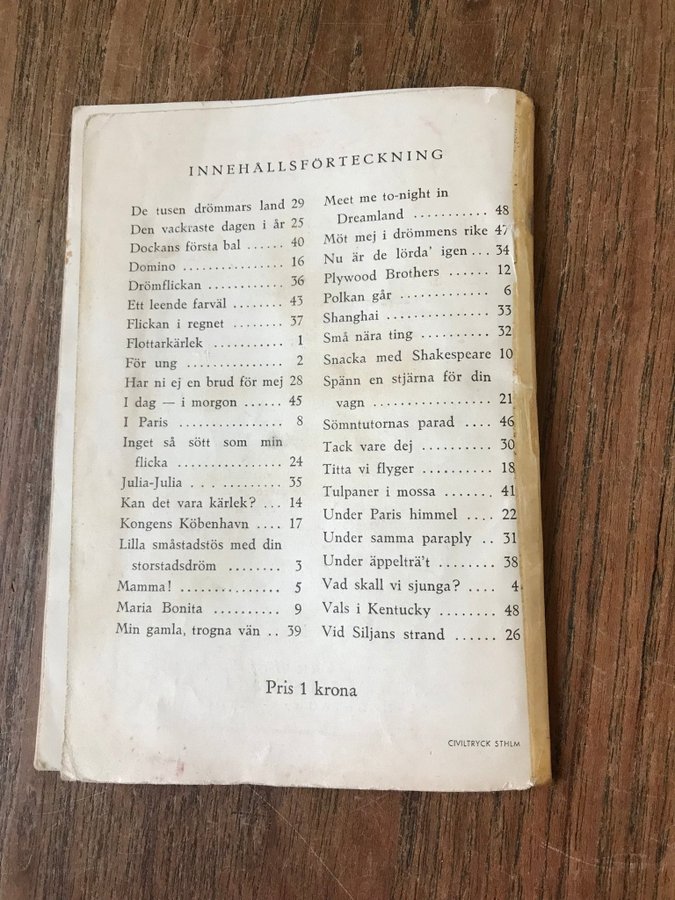 INNEHÅLLSFÖRTECKNING
De tusen drömmars land 29
Den vackraste dagen i år 25
Dockans första bal ...... 40
Domino ............... 16
Drömflickan ........... 36
Ett leende farväl ........ 43
Flickan i regnet ........ 37
Flottarkärlek ........... 1
För ung ............... 2
Har ni ej en brud för mej 28
I dag — i morgon ...... 45
I Paris ................. 8
Inget så sött som min
flicka ................ 24
Julia-Julia . . . .......... 35
Kan det vara kärlek? ... 14
Kongens Köbenhavn .... 17
Lilla småstadstös med din
storstadsdröm ........ 3
Mamma! ............... 5
Maria Bonita .......... 9
Min gamla, trogna vän .. 39
Meet me to-night in
Dreamland ........... 48
Möt mej i drömmens rike 47
Nu är de lörda' igen ... 34
Plywood Brothers ...... 12
Polkan går ............. 6
Shanghai ............... 33
Små nära ting .......... 32
Snacka med Shakespeare 10
Spänn en stjärna för din
vagn ................. 21
Sömntutornas parad .... 46
Tack vare dej .......... 30
Titta vi flyger .......... 18
Tulpaner i mossa ....... 41
Under Paris himmel .... 22
Under samma paraply .. 31
Under äppelträ't ........ 38
Vad skall vi sjunga? .... 4
Vals i Kentucky ........ 48
Vid Siljans strand ...... 26
Pris 1 krona
CIVILTRYCK STHLM